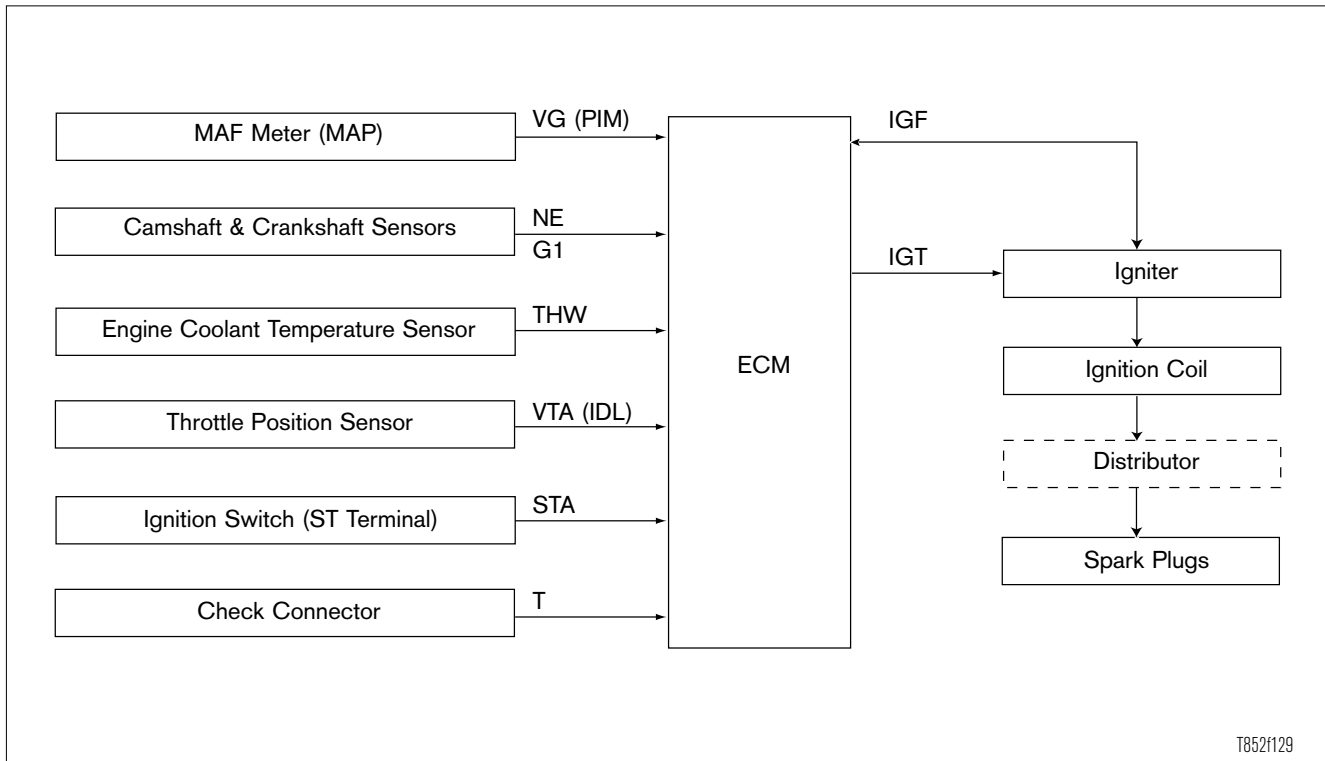 MAF Meter (MAP)
VG (PIM)
Camshaft & Crankshaft Sensors
NE
G1
Engine Coolant Temperature Sensor
THW
Throttle Position Sensor
VTA (IDL)
Ignition Switch (ST Terminal)
STA
Check Connector
T
ECM
IGF
IGT
Igniter
Ignition Coil
Distributor
Spark Plugs
T852f129